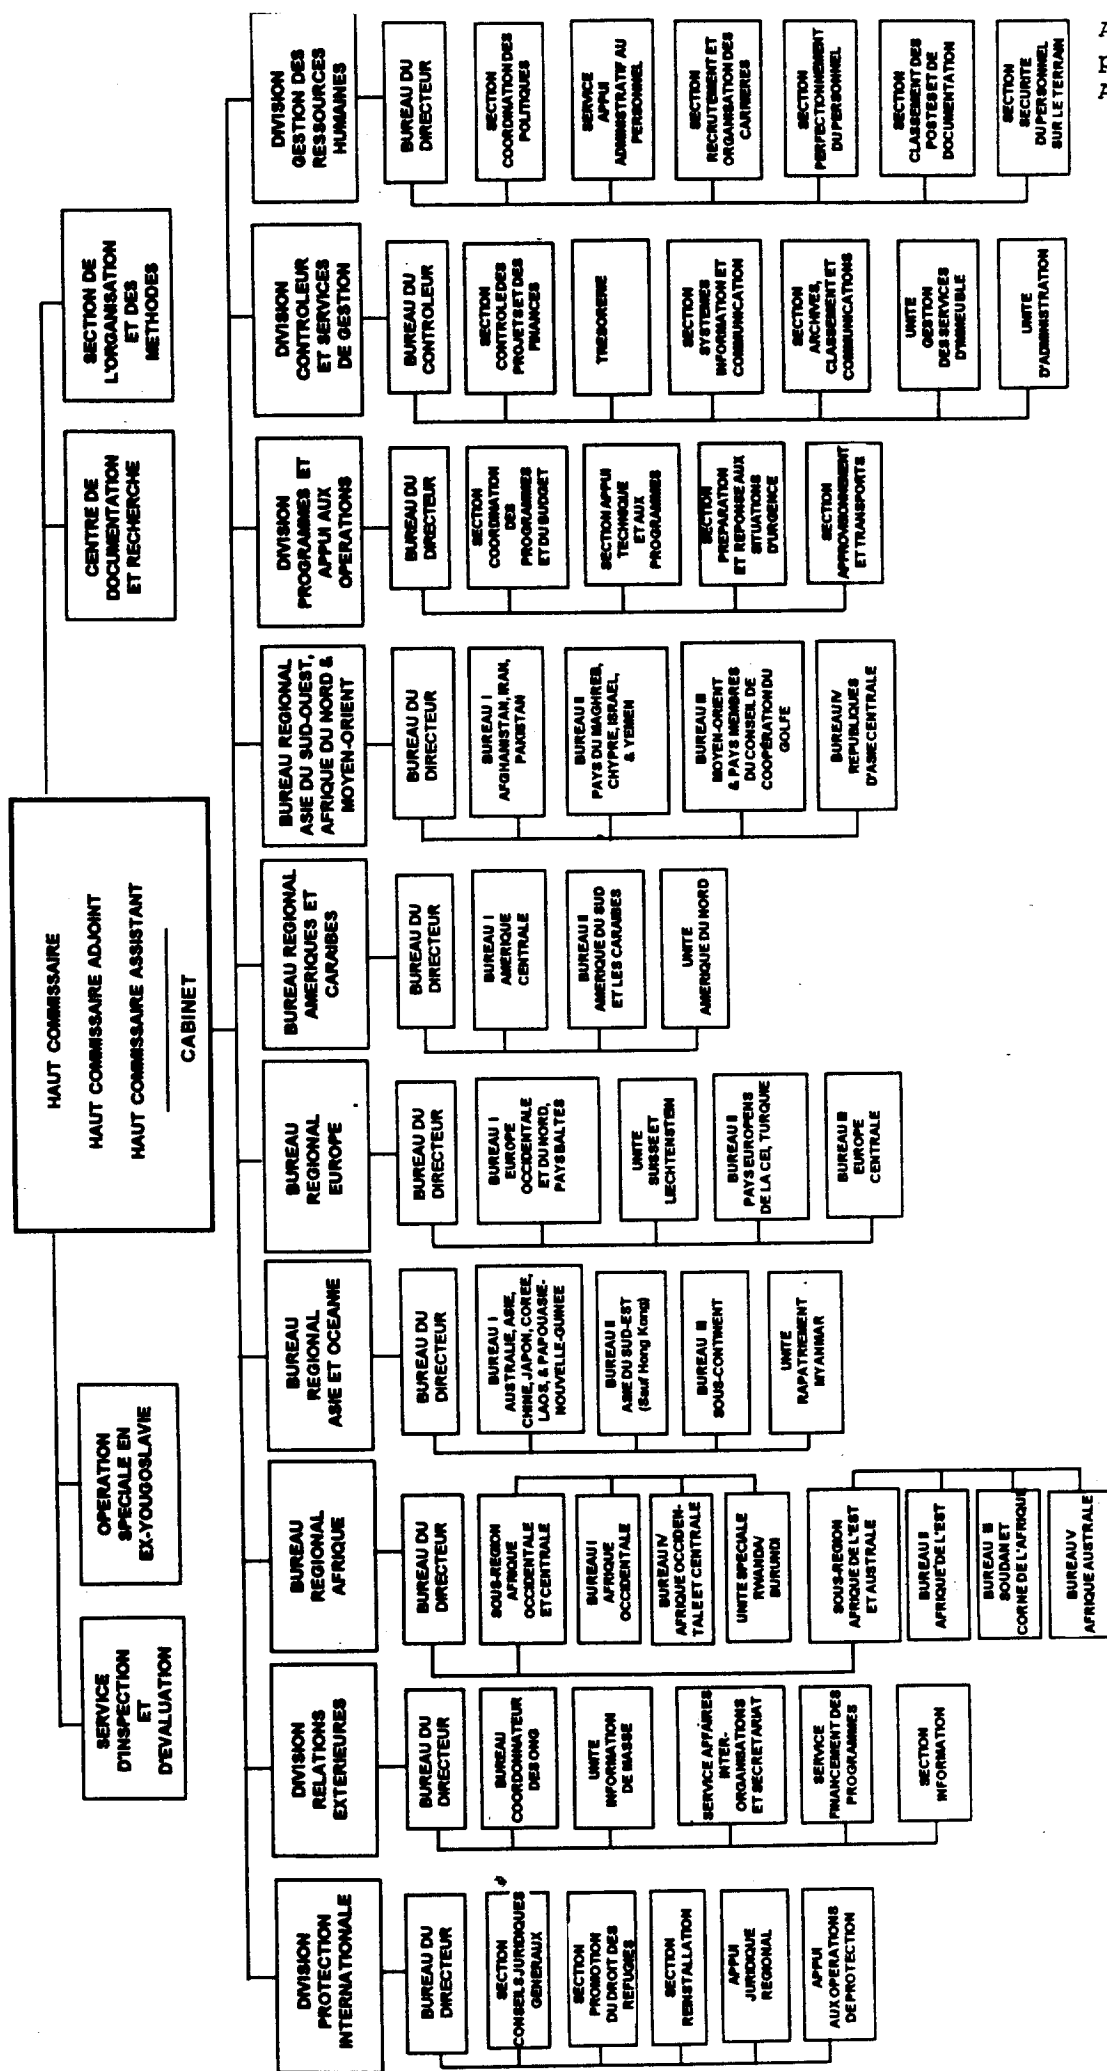 HAUT COMMISSAIRE
HAUT COMMISSAIRE ADJOINT
HAUT COMMISSAIRE ASSISTANT
CABINET
SERVICE
D'INSPECTION
ET
D'EVALUATION
OPERATION
SPECIALE EN
EX-YOUGOSLAVIE
CENTRE DE
DOCUMENTATION
ET RECHERCHE
SECTION DE
L'ORGANISATION
ET DES
METHODES
DIVISION
PROTECTION
INTERNATIONALE
BUREAU DU
DIRECTEUR
SECTION
CONSEILS JURIDIQUES
GENERAUX
SECTION
PROMOTION
DU DROIT DES
REFUGIES
SECTION
REINSTALLATION
APPUI
JURIDIQUE
REGIONAL
APPUI
AUX OPERATIONS
DE PROTECTION
DIVISION
RELATIONS
EXTERIEURES
BUREAU DU
DIRECTEUR
BUREAU
COORDONNATEUR
DES ONG
UNITE
INFORMATION
DE MASSE
SERVICE AFFAIRES
INTER-
ORGANISATIONS
ET SECRETARIAT
SERVICE
FINANCEMENT DES
PROGRAMMES
SECTION
INFORMATION
BUREAU
REGIONAL
AFRIQUE
BUREAU DU
DIRECTEUR
SOUS-REGION
AFRIQUE
OCCIDENTALE
ET CENTRALE
BUREAU I
AFRIQUE
OCCIDENTALE
BUREAU IV
AFRIQUE OCCIDEN-
TALE ET CENTRALE
UNITE SPECIALE
RWANDA/
BURUNDI
SOUS-REGION
AFRIQUE DE L'EST
ET AUSTRALE
BUREAU II
AFRIQUE DE L'EST
BUREAU III
SOUDAN ET
CORNE DE L'AFRIQUE
BUREAU V
AFRIQUE AUSTRALE
BUREAU
REGIONAL
ASIE ET OCEANIE
BUREAU DU
DIRECTEUR
BUREAU I
AUSTRALIE, ASIE,
CHINE, JAPON, COREE,
LAOS, & PAPOUASIE-
NOUVELLE-GUINEE
BUREAU II
ASIE DU SUD-EST
(Sauf Hong Kong)
BUREAU III
SOUS-CONTINENT
UNITE
RAPATRIEMENT
MYANMAR
BUREAU
REGIONAL
EUROPE
BUREAU DU
DIRECTEUR
BUREAU I
EUROPE
OCCIDENTALE
ET DU NORD,
PAYS BALTES
UNITE
SUISSE ET
LIECHTENSTEIN
BUREAU II
PAYS EUROPENS
DE LA CEI, TURQUIE
BUREAU III
EUROPE
CENTRALE
BUREAU REGIONAL
AMERIQUES ET
CARAIBES
BUREAU DU
DIRECTEUR
BUREAU I
AMERIQUE
CENTRALE
BUREAU II
AMERIQUE DU SUD
ET LES CARAIBES
UNITE
AMERIQUE DU NORD
BUREAU REGIONAL
ASIE DU SUD-OUEST,
AFRIQUE DU NORD &
MOYEN-ORIENT
BUREAU DU
DIRECTEUR
BUREAU I
AFGHANISTAN, IRAN,
PAKISTAN
BUREAU II
PAYS DU MAGHREB,
CHYPRE, ISRAEL,
& YEMEN
BUREAU III
MOYEN-ORIENT
& PAYS MEMBRES
DU CONSEIL DE
COOPÉRATION DU
GOLFE
BUREAU IV
REPUBLIQUES
D'ASIE CENTRALE
DIVISION
PROGRAMMES ET
APPUI AUX
OPERATIONS
BUREAU DU
DIRECTEUR
SECTION
COORDINATION
DES
PROGRAMMES
ET DU BUDGET
SECTION APPUI
TECHNIQUE
ET AUX
PROGRAMMES
SECTION
PREPARATION
ET REPONSE AUX
SITUATIONS
D'URGENCE
SECTION
APPROVISIONNEMENT
ET TRANSPORTS
DIVISION
CONTROLEUR
ET SERVICES
DE GESTION
BUREAU DU
CONTROLEUR
SECTION
CONTROLE DES
PROJETS ET DES
FINANCES
TRESORERIE
SECTION
SYSTEMES
INFORMATION ET
COMMUNICATION
SECTION
ARCHIVES,
CLASSEMENT ET
COMMUNICATIONS
UNITE
GESTION
DES SERVICES
D'IMMEUBLE
UNITE
D'ADMINISTRATION
DIVISION
GESTION DES
RESSOURCES
HUMAINES
BUREAU DU
DIRECTEUR
SECTION
COORDINATION DES
POLITIQUES
SERVICE
APPUI
ADMINISTRATIF AU
PERSONNEL
SECTION
RECRUTEMENT ET
ORGANISATION DES
CARRIERES
SECTION
PERFECTIONNEMENT
DU PERSONNEL
SECTION
CLASSEMENT DES
POSTES ET DE
DOCUMENTATION
SECTION
SECURITE
DU PERSONNEL
SUR LE TERRAIN